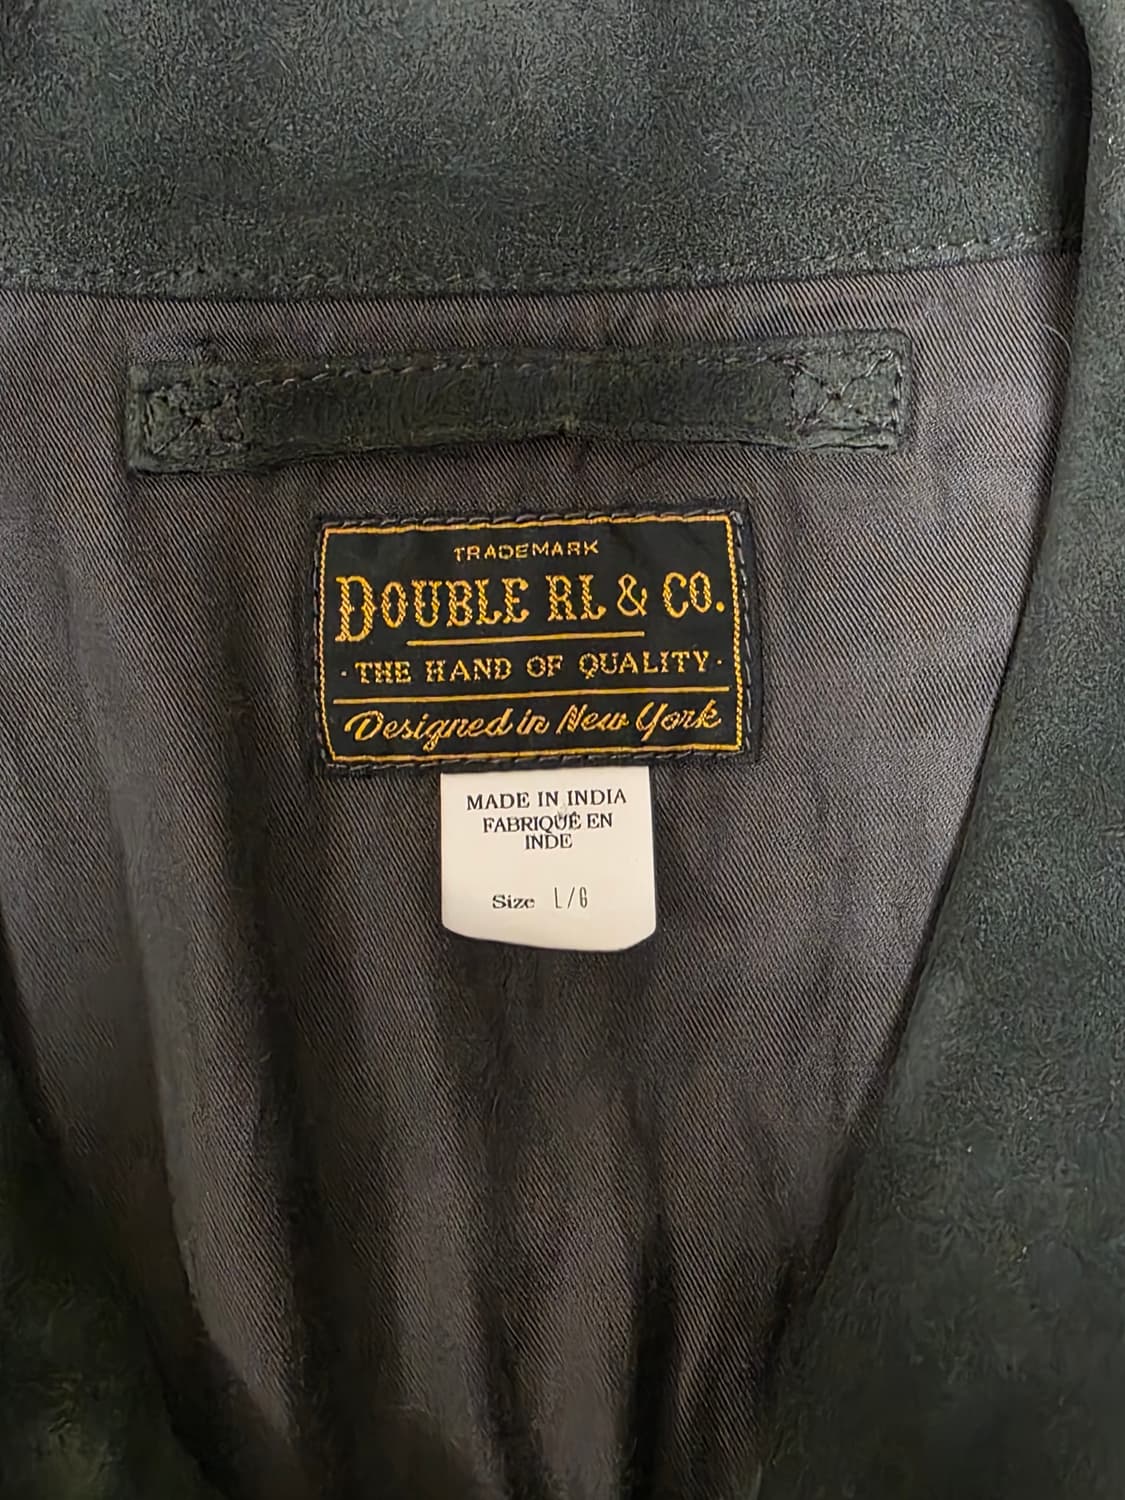 TRADEMARK
DOUBLE RL & CO.
· THE HAND OF QUALITY ·
Designed in New York
MADE IN INDIA
FABRIQUÉ EN
INDE
Size L/G